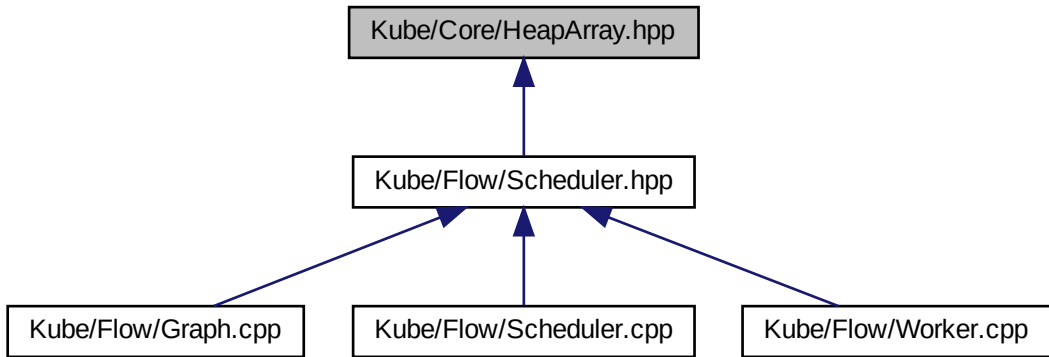 Kube/Core/HeapArray.hpp
Kube/Flow/Scheduler.hpp
Kube/Flow/Graph.cpp
Kube/Flow/Scheduler.cpp
Kube/Flow/Worker.cpp